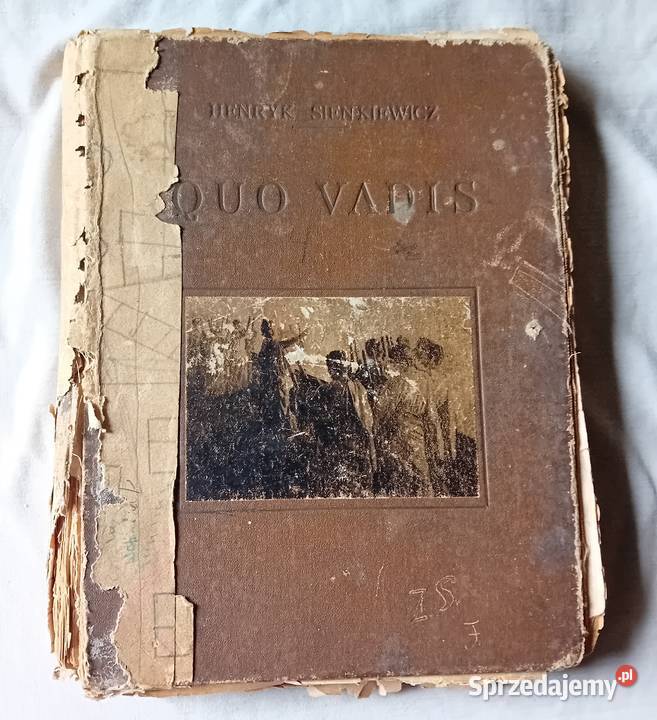 HENRYK SIENKIEWICZ
QUO VADIS
Z S.
F
Sprzedajemy.pl